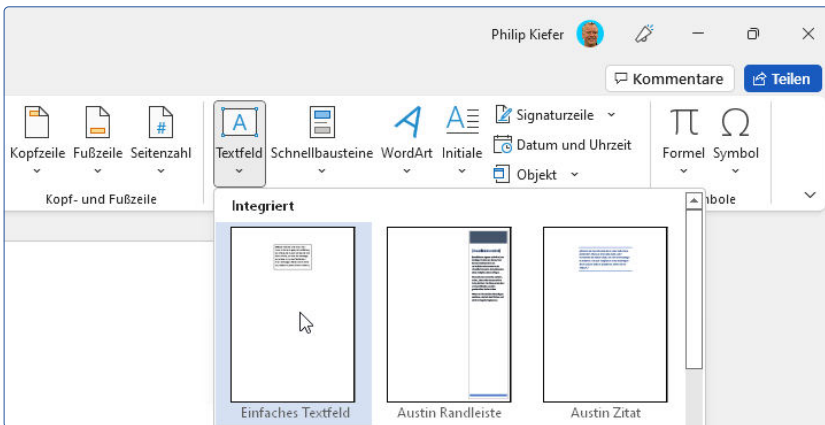 Philip Kiefer
Kommentare Teilen
Signaturzeile
Datum und Uhrzeit
Objekt
Kopfzeile Fußzeile Seitenzahl Textfeld Schnellbausteine WordArt Initiale Formel Symbol
Kopf- und Fußzeile bole
Integriert
Einfaches Textfeld Austin Randleiste Austin Zitat